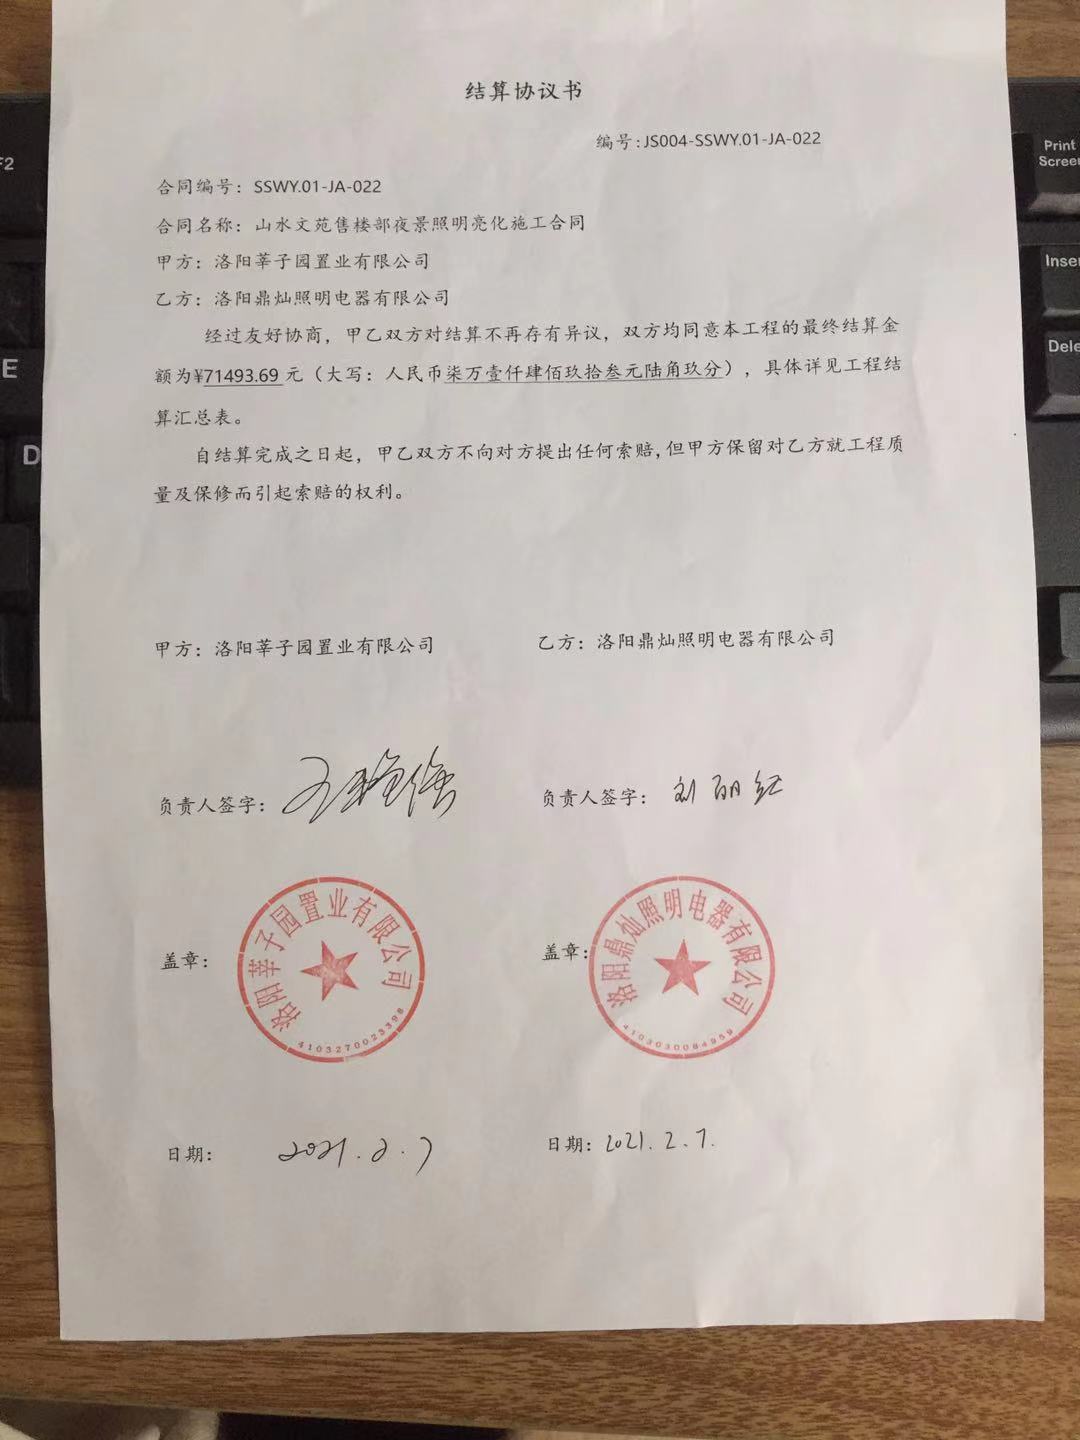 结算协议书
编号:JS004-SSWY.01-JA-022
合同编号：SSWY.01-JA-022
合同名称：山水文苑售楼部夜景照明亮化施工合同
甲方：洛阳莘子园置业有限公司
乙方：洛阳鼎灿照明电器有限公司
经过友好协商，甲乙双方对结算不再存有异议，双方均同意本工程的最终结算金
额为¥71493.69 元（大写：人民币柒万壹仟肆佰玖拾叁元陆角玖分），具体详见工程结
算汇总表。
自结算完成之日起，甲乙双方不向对方提出任何索赔,但甲方保留对乙方就工程质
量及保修而引起索赔的权利。
甲方：洛阳莘子园置业有限公司
乙方：洛阳鼎灿照明电器有限公司
负责人签字：
负责人签字： 刘丽红
盖章：
洛阳莘子园置业有限公司
4103270023398
盖章：
洛阳鼎灿照明电器有限公司
4103030084959
日期： 2021.2.7
日期：2021.2.7.
F2
E
D
Print
Screen
Inser
Dele